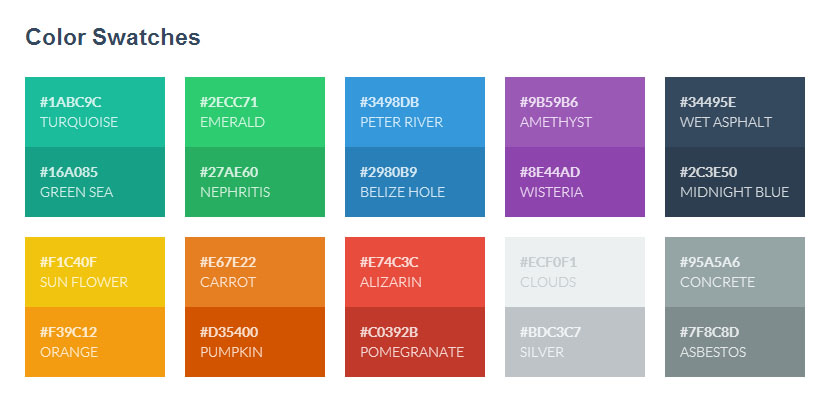 Color Swatches
#1ABC9C
TURQUOISE
#16A085
GREEN SEA
#2ECC71
EMERALD
#27AE60
NEPHRITIS
#3498DB
PETER RIVER
#2980B9
BELIZE HOLE
#9B59B6
AMETHYST
#8E44AD
WISTERIA
#34495E
WET ASPHALT
#2C3E50
MIDNIGHT BLUE
#F1C40F
SUN FLOWER
#F39C12
ORANGE
#E67E22
CARROT
#D35400
PUMPKIN
#E74C3C
ALIZARIN
#C0392B
POMEGRANATE
#ECF0F1
CLOUDS
#BDC3C7
SILVER
#95A5A6
CONCRETE
#7F8C8D
ASBESTOS